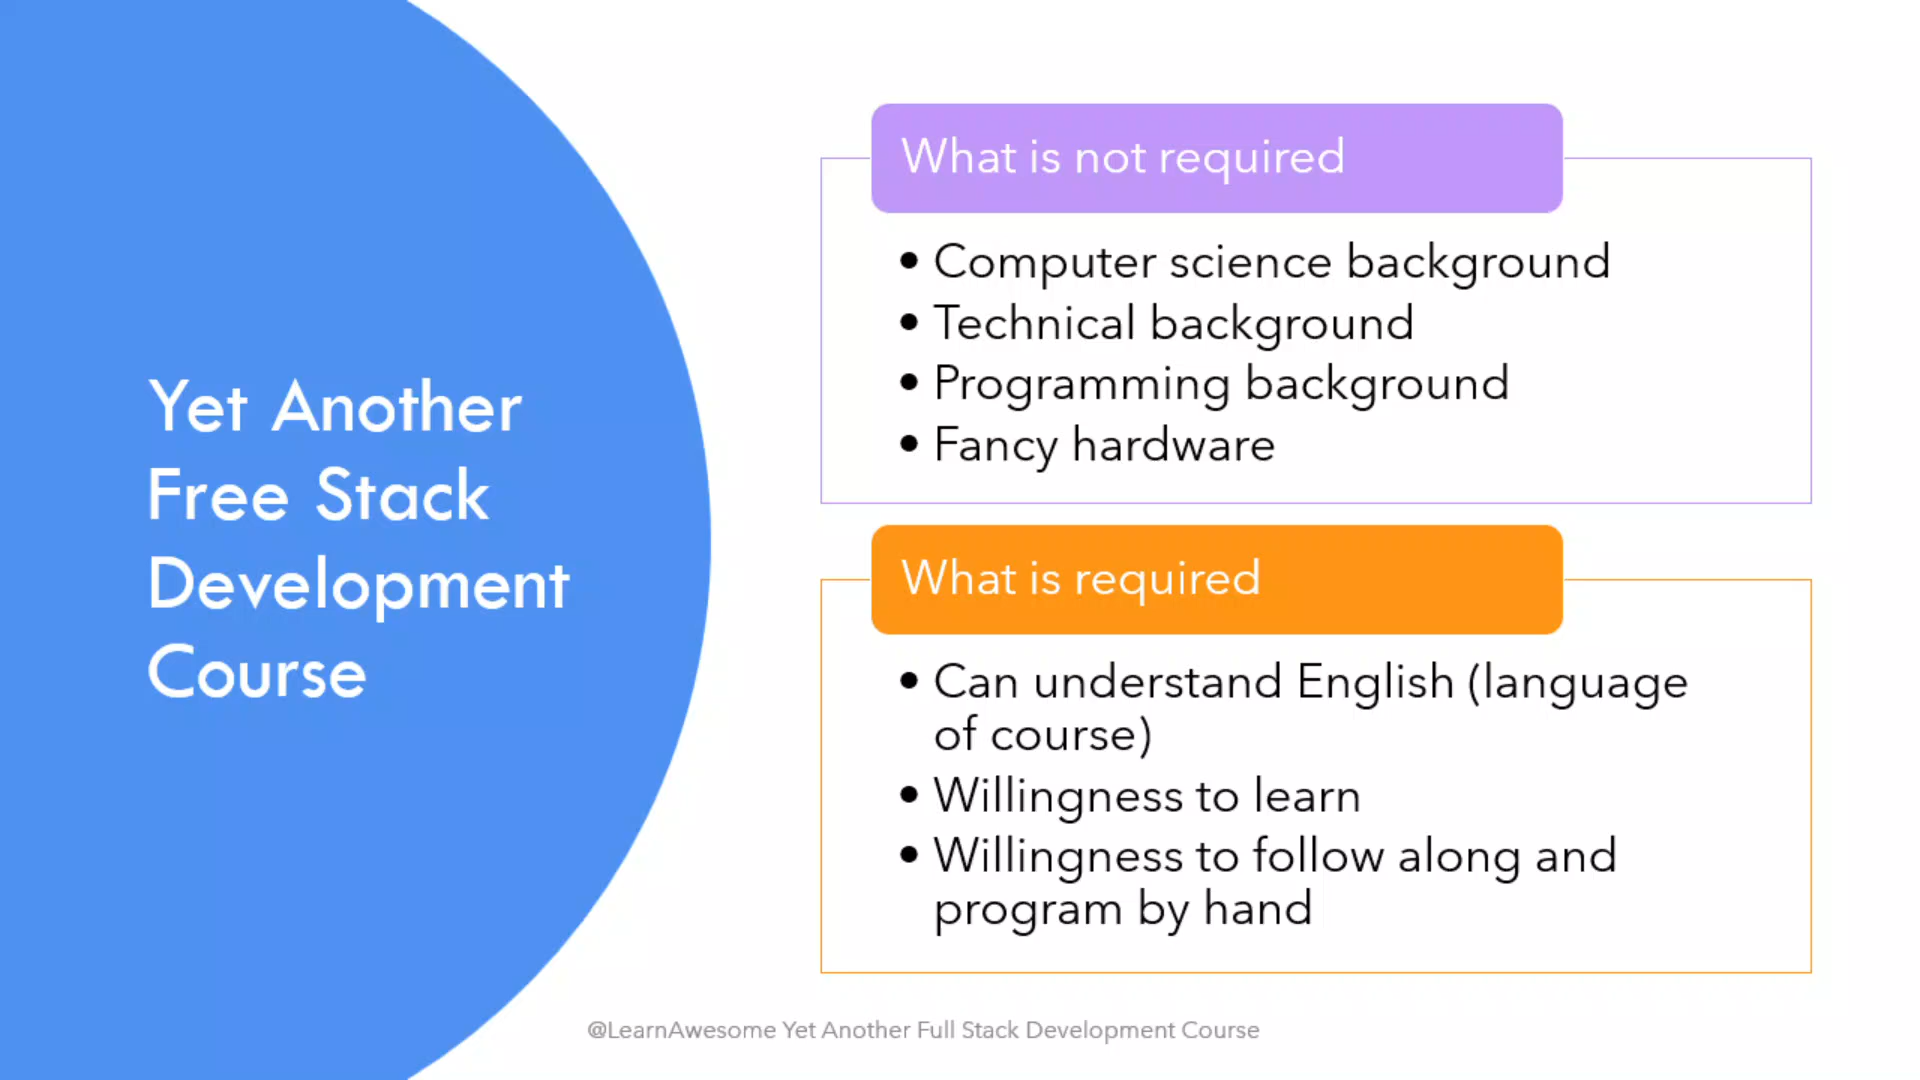 Yet Another
Free Stack
Development
Course
What is not required
• Computer science background
• Technical background
• Programming background
• Fancy hardware
What is required
• Can understand English (language
of course)
• Willingness to learn
• Willingness to follow along and
program by hand
@LearnAwesome Yet Another Full Stack Development Course